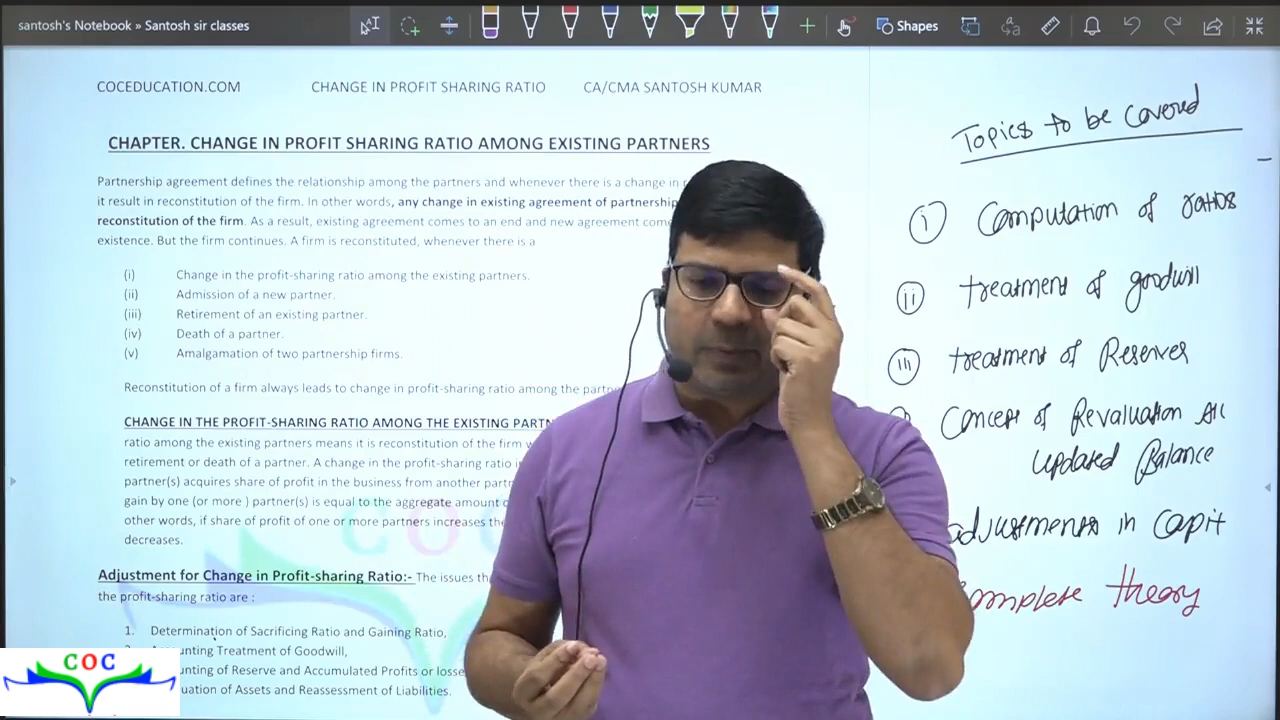 santosh's Notebook » Santosh sir classes
Shapes
COCEDUCATION.COM CHANGE IN PROFIT SHARING RATIO CA/CMA SANTOSH KUMAR
CHAPTER. CHANGE IN PROFIT SHARING RATIO AMONG EXISTING PARTNERS
Partnership agreement defines the relationship among the partners and whenever there is a change in
it result in reconstitution of the firm. In other words, any change in existing agreement of partnership
reconstitution of the firm. As a result, existing agreement comes to an end and new agreement come
existence. But the firm continues. A firm is reconstituted, whenever there is a
(i) Change in the profit-sharing ratio among the existing partners.
(ii) Admission of a new partner.
(iii) Retirement of an existing partner.
(iv) Death of a partner.
(v) Amalgamation of two partnership firms.
Reconstitution of a firm always leads to change in profit-sharing ratio among the partn
CHANGE IN THE PROFIT-SHARING RATIO AMONG THE EXISTING PARTN
ratio among the existing partners means it is reconstitution of the firm w
retirement or death of a partner. A change in the profit-sharing ratio i
partner(s) acquires share of profit in the business from another partn
gain by one (or more ) partner(s) is equal to the aggregate amount o
other words, if share of profit of one or more partners increases the
decreases.
Adjustment for Change in Profit-sharing Ratio:- The issues tha
the profit-sharing ratio are :
1. Determination of Sacrificing Ratio and Gaining Ratio,
unting Treatment of Goodwill,
unting of Reserve and Accumulated Profits or losse
uation of Assets and Reassessment of Liabilities.
COC
Topics to be covered
(i) Computation of ratios
(ii) treatment of goodwill
(iii) treatment of Reserves
Concept of Revaluation A/c
Updated Balance
adjustments in capit
omplete theory
COC